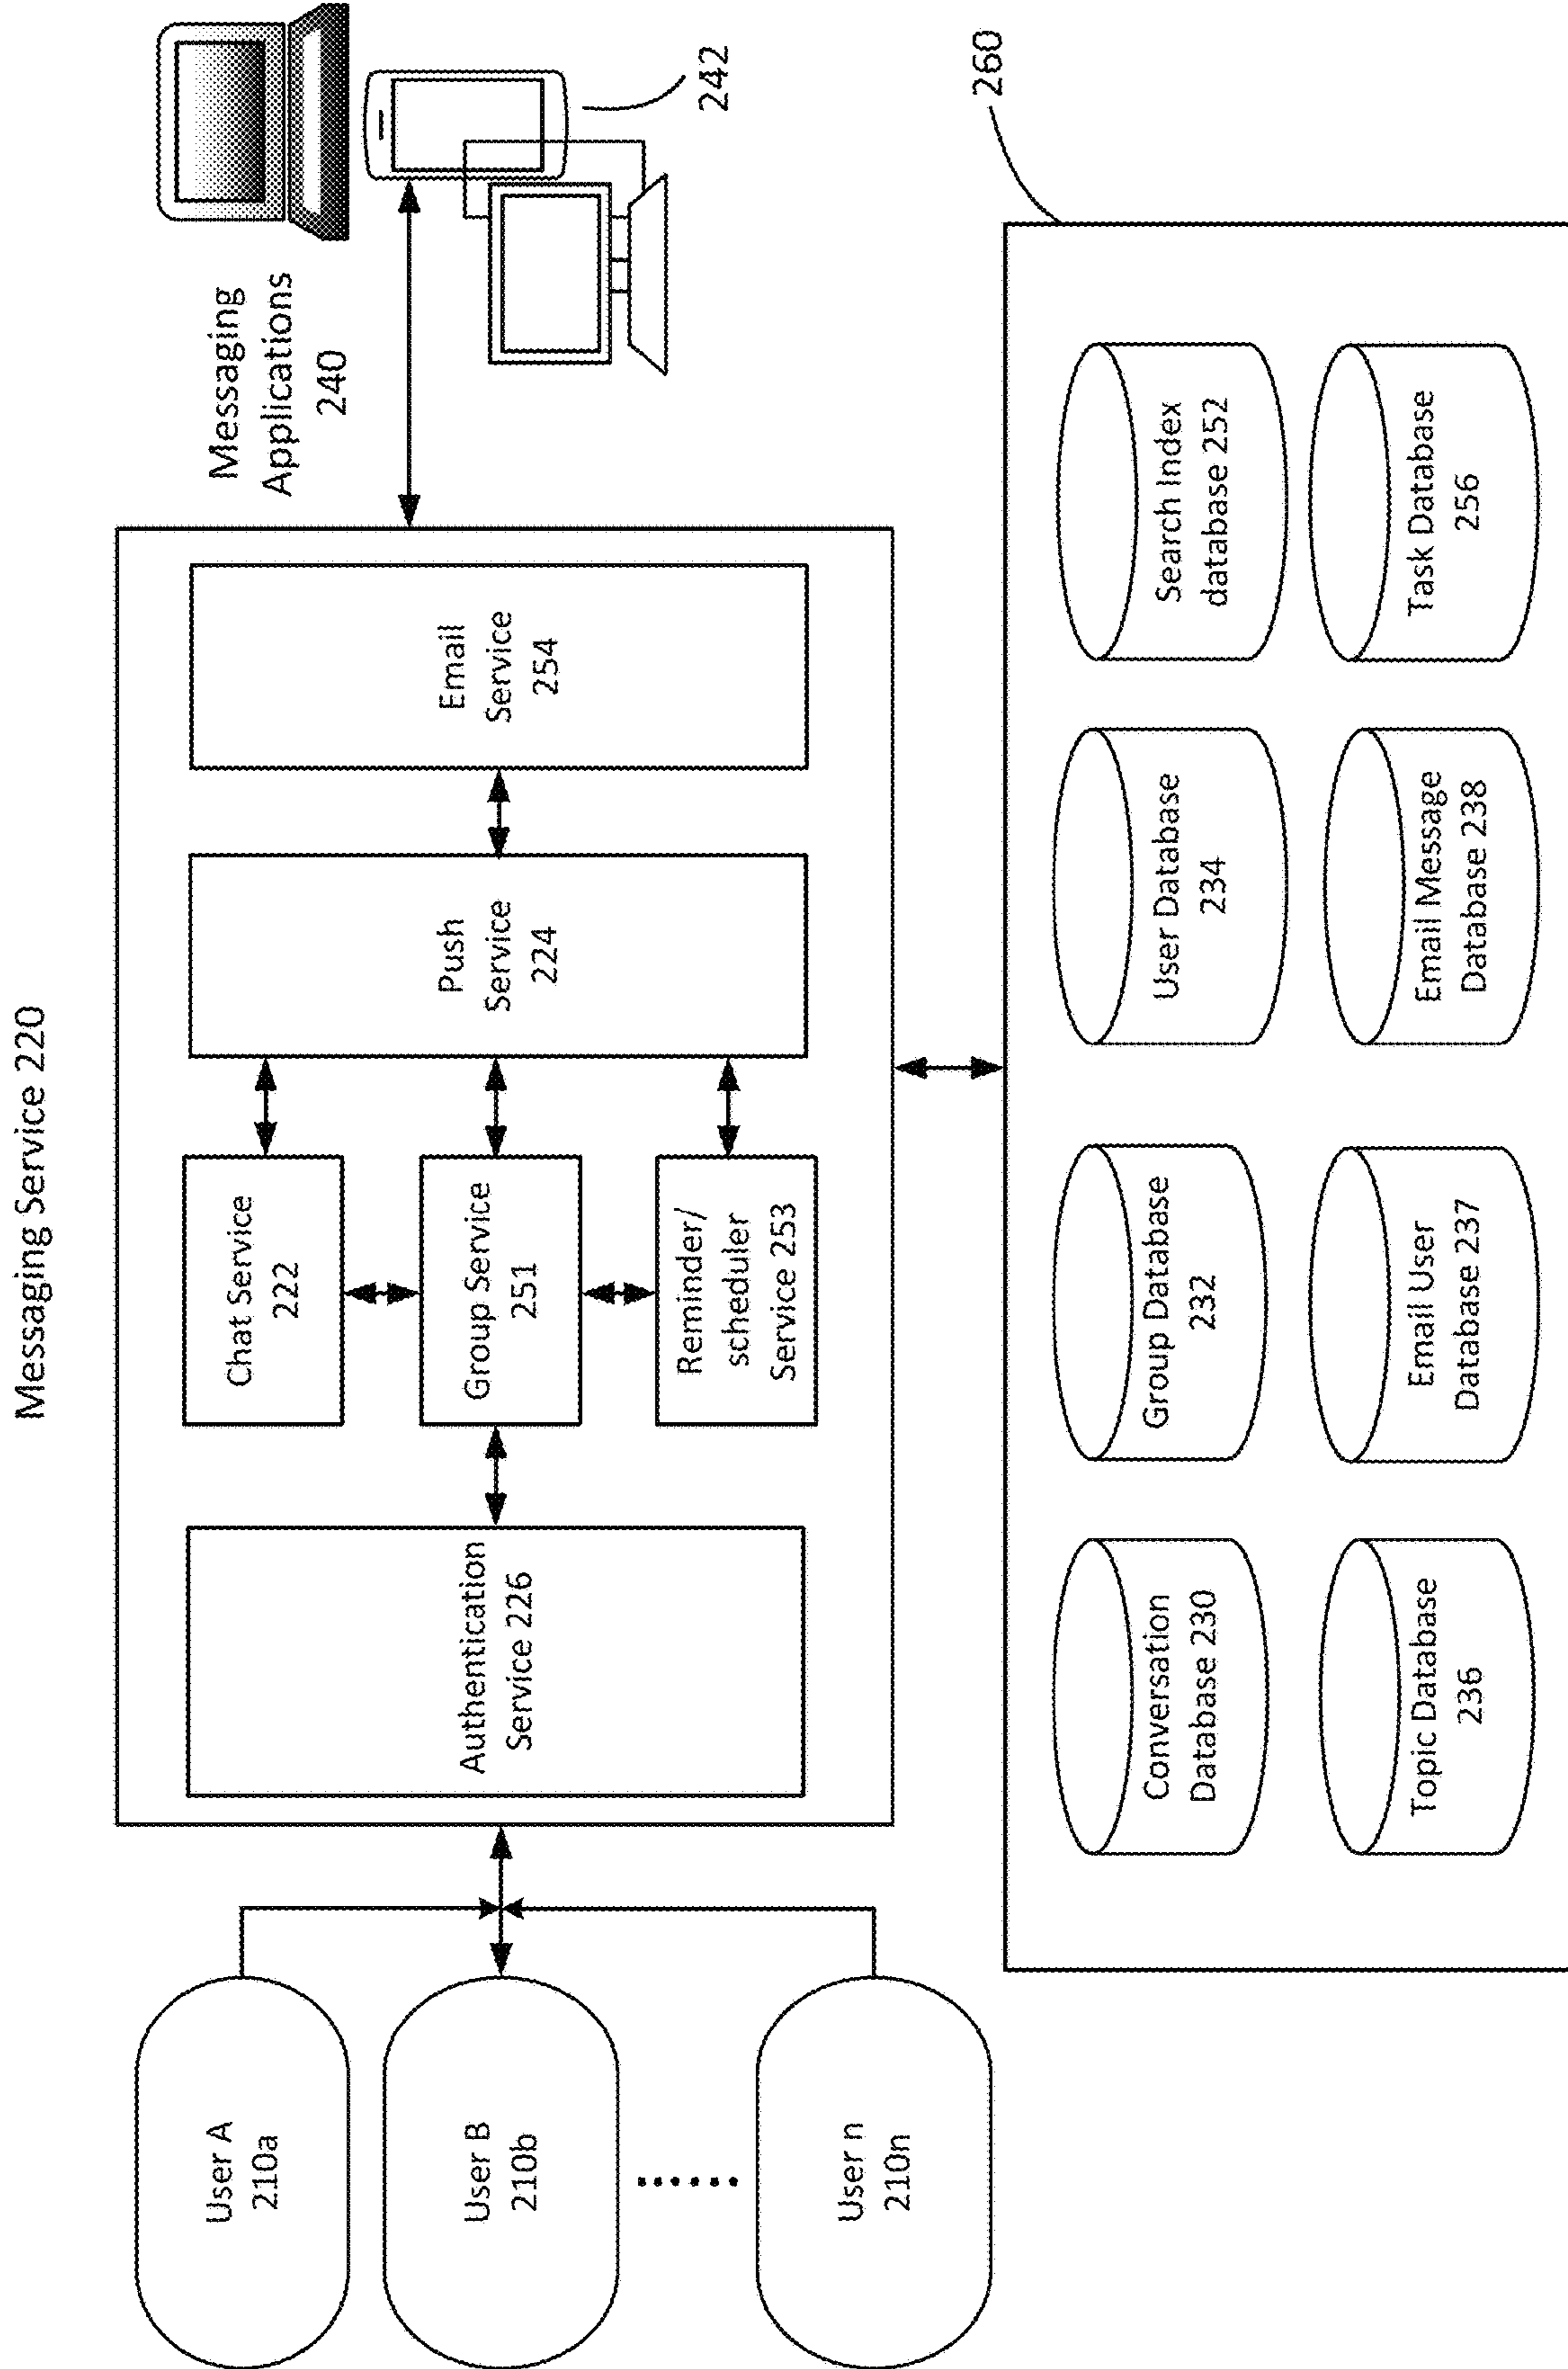 Messaging Service 220
User A
210a
User B
210b
User n
210n
Authentication
Service 226
Chat Service
222
Group Service
251
Reminder/
scheduler
Service 253
Push
Service
224
Email
Service
254
Messaging
Applications
240
242
260
Conversation
Database 230
Group Database
232
User Database
234
Search Index
database 252
Topic Database
236
Email User
Database 237
Email Message
Database 238
Task Database
256